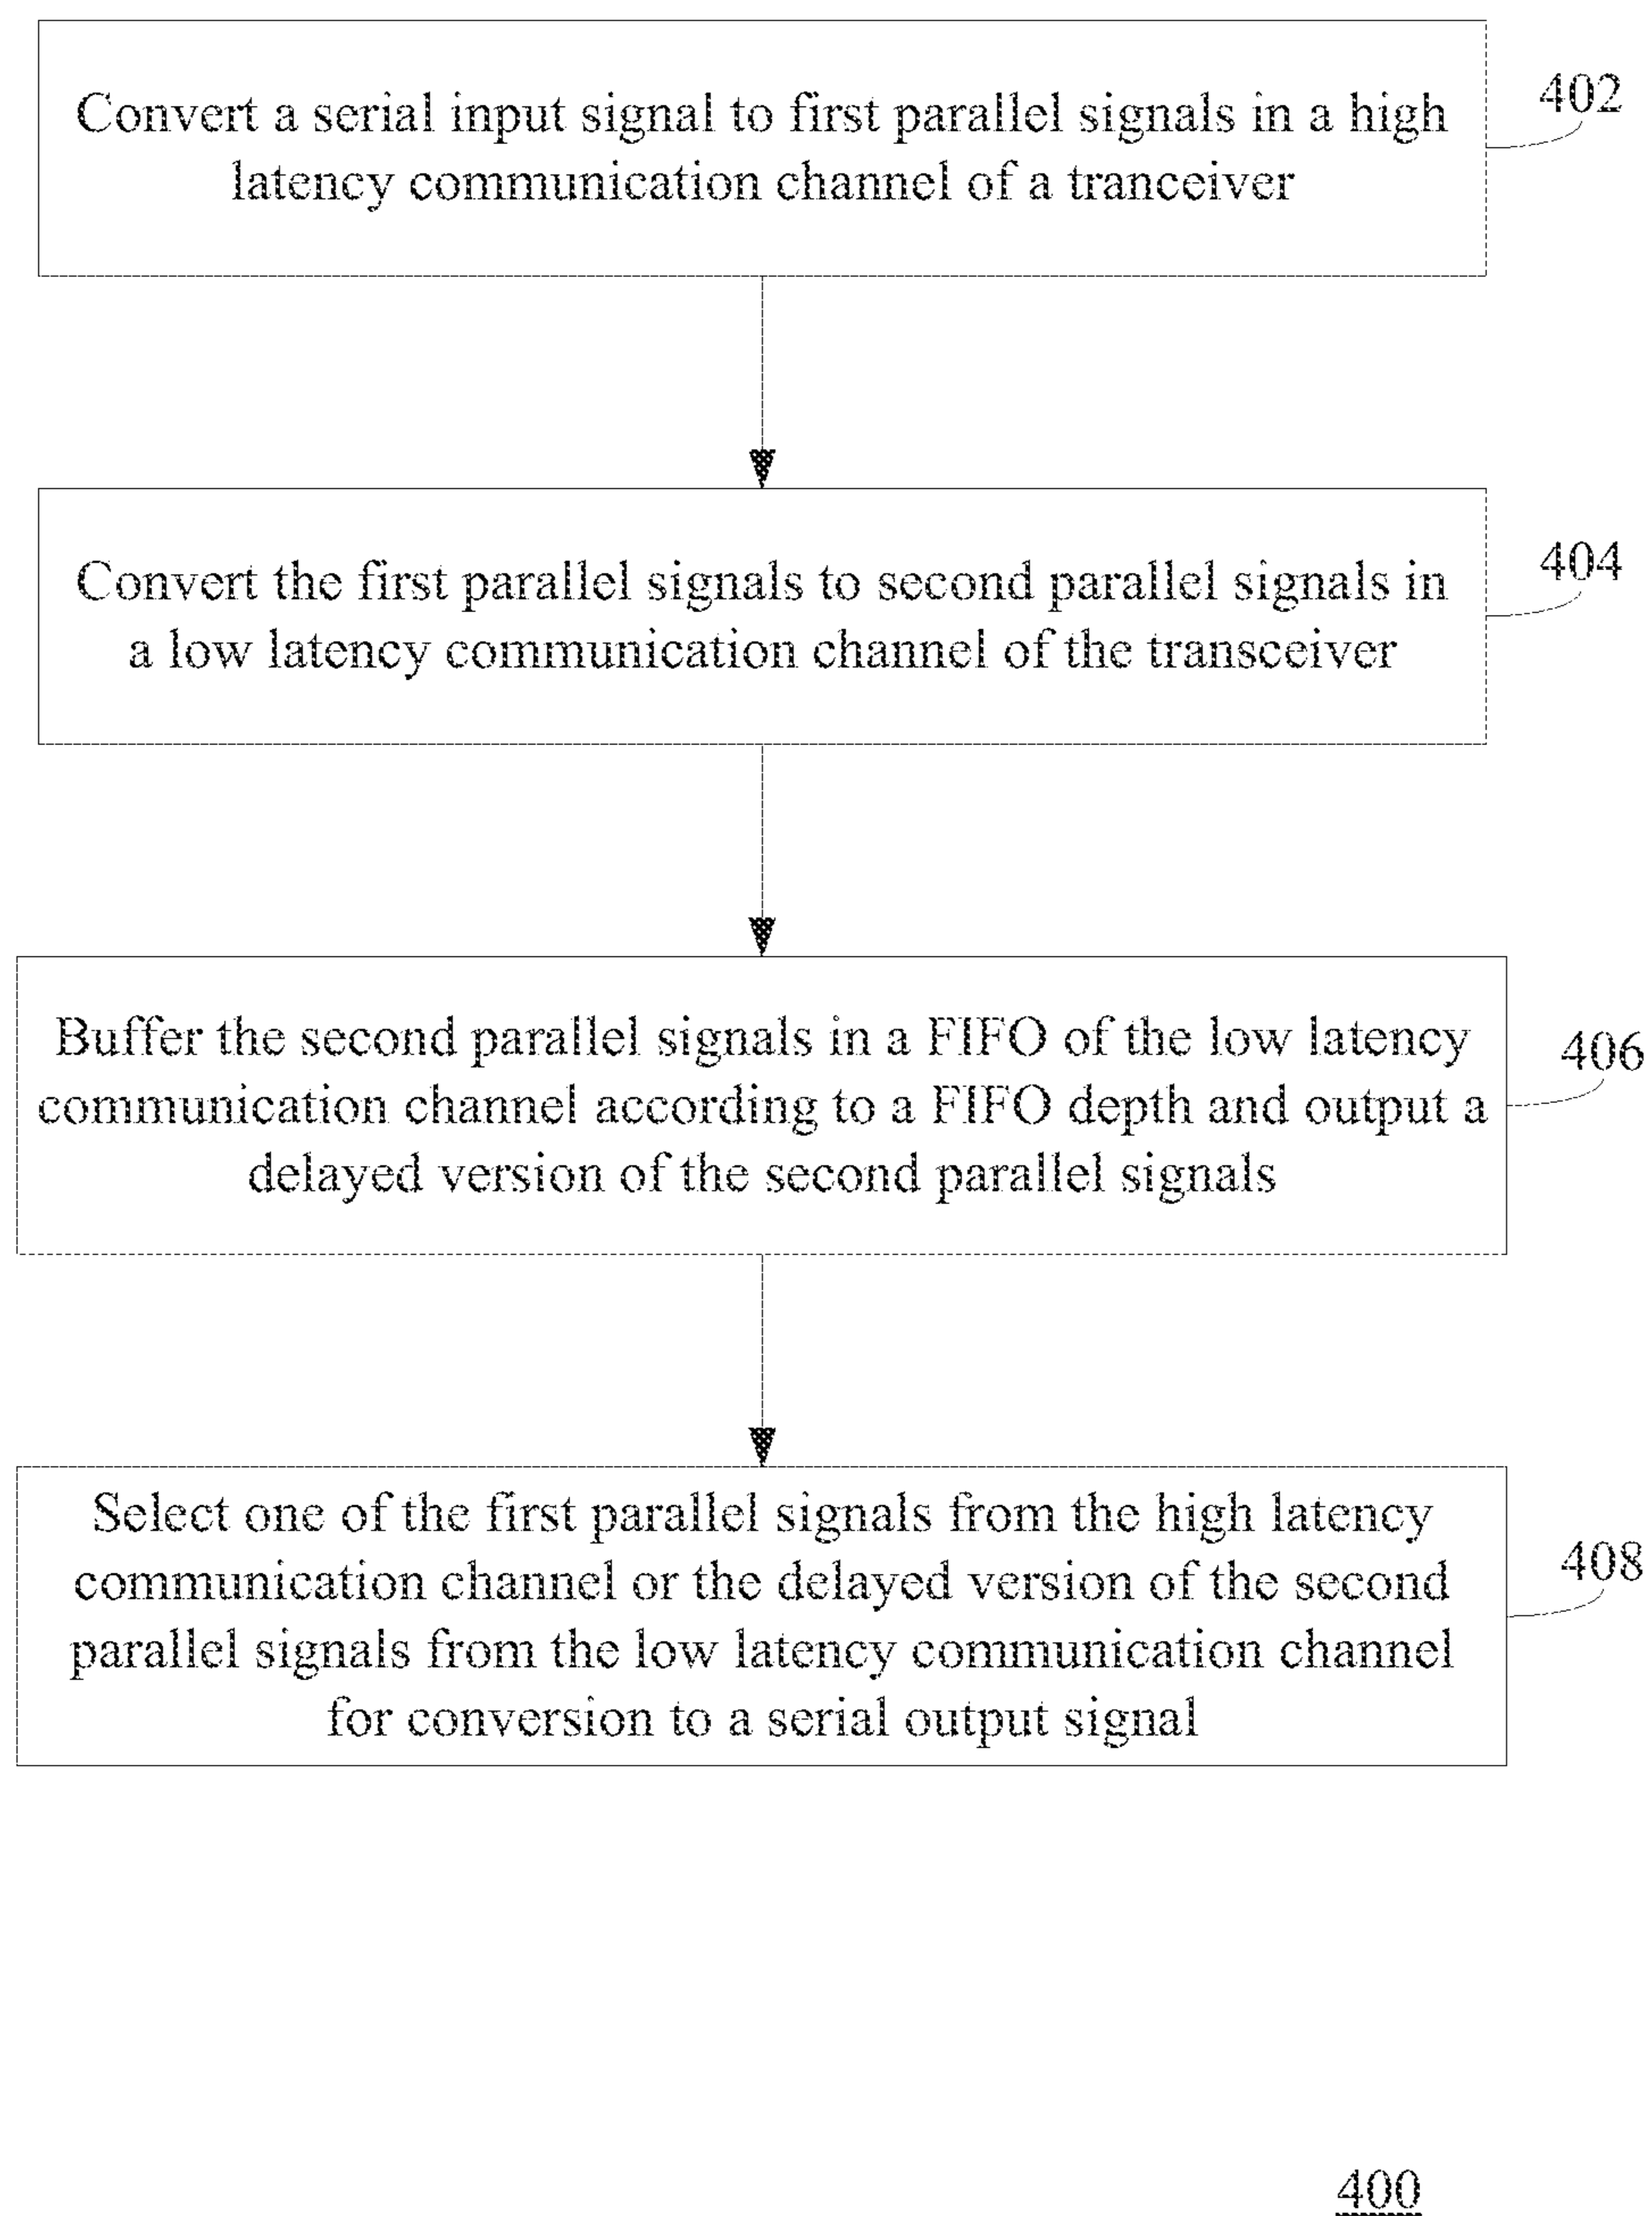 Convert a serial input signal to first parallel signals in a high
latency communication channel of a tranceiver
402
Convert the first parallel signals to second parallel signals in
a low latency communication channel of the transceiver
404
Buffer the second parallel signals in a FIFO of the low latency
communication channel according to a FIFO depth and output a
delayed version of the second parallel signals
406
Select one of the first parallel signals from the high latency
communication channel or the delayed version of the second
parallel signals from the low latency communication channel
for conversion to a serial output signal
408
400